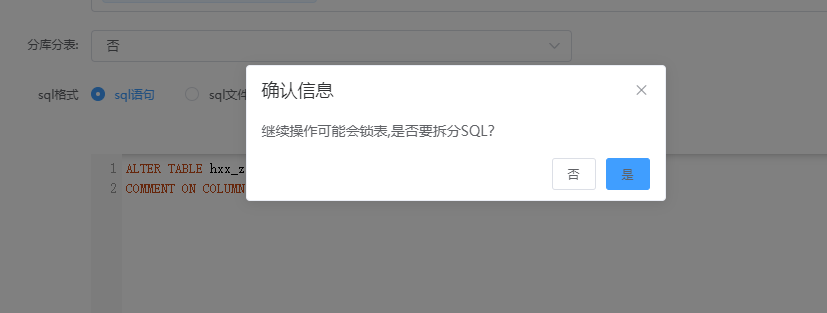 分库分表:
否
sql格式
sql语句
sql文件
确认信息
继续操作可能会锁表,是否要拆分SQL?
否
是
1 ALTER TABLE hxx_z
2 COMMENT ON COLUMN